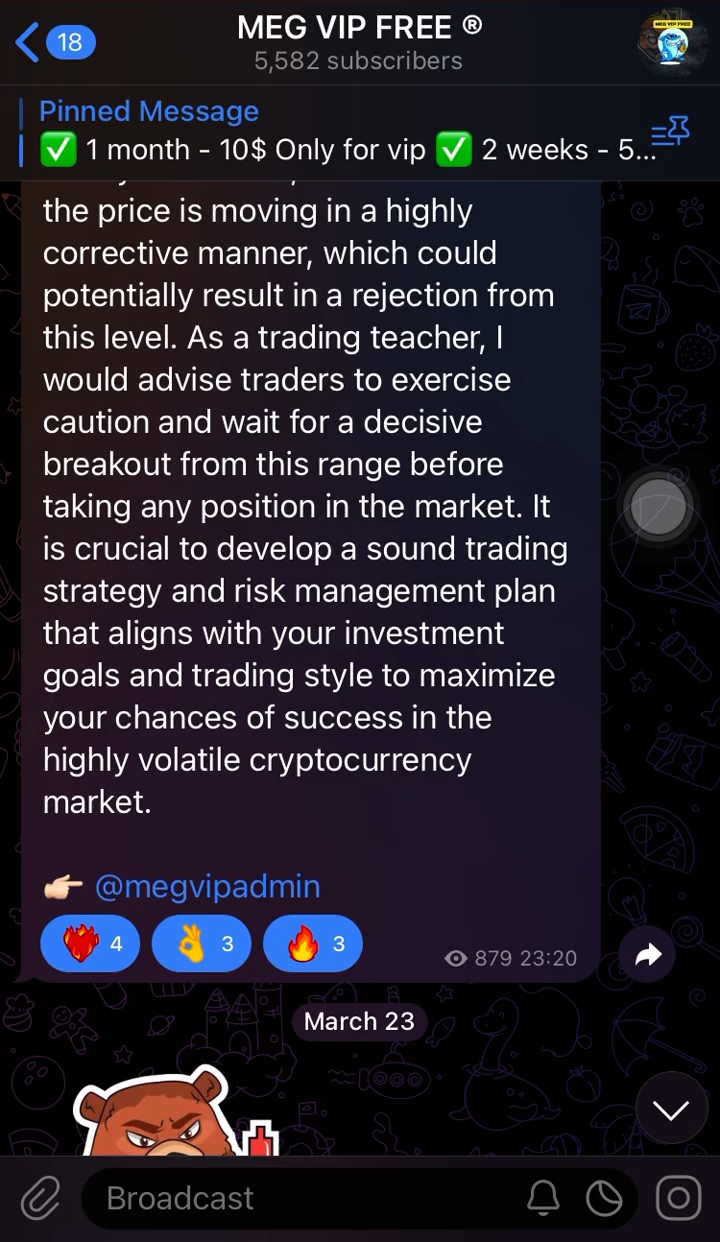 18
MEG VIP FREE ®
5,582 subscribers
MEG VIP FREE
Pinned Message
✅ 1 month - 10$ Only for vip ✅ 2 weeks - 5...
the price is moving in a highly
corrective manner, which could
potentially result in a rejection from
this level. As a trading teacher, I
would advise traders to exercise
caution and wait for a decisive
breakout from this range before
taking any position in the market. It
is crucial to develop a sound trading
strategy and risk management plan
that aligns with your investment
goals and trading style to maximize
your chances of success in the
highly volatile cryptocurrency
market.
👉🏻 @megvipadmin
❤️‍🔥 4 👌 3 🔥 3
879 23:20
March 23
Broadcast